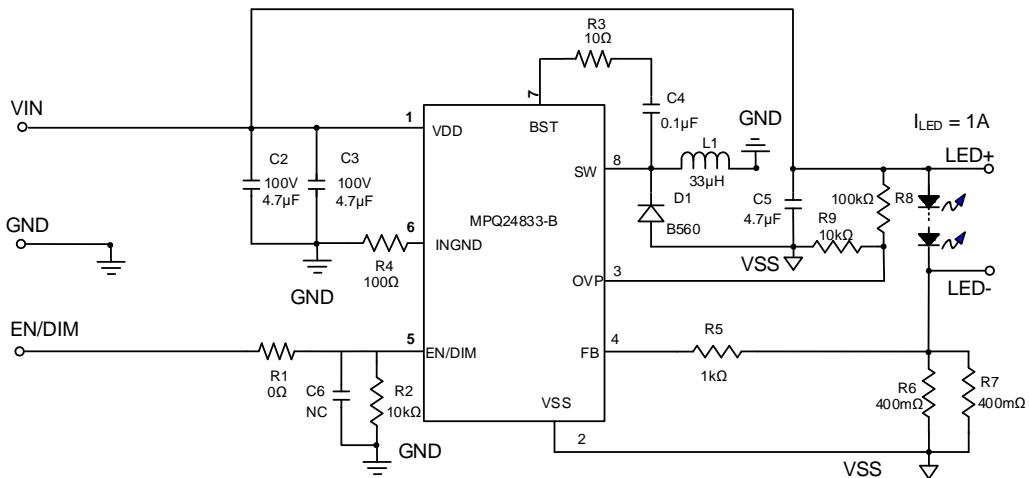 R3
10Ω
7
C4
0.1µF
GND
I_LED = 1A
LED+
VIN
1
VDD
BST
SW
8
L1
33µH
C2
100V
4.7µF
C3
100V
4.7µF
MPQ24833-B
D1
B560
C5
4.7µF
100kΩ
R8
R9
10kΩ
VSS
GND
6
INGND
R4
100Ω
GND
OVP
3
LED-
EN/DIM
5
EN/DIM
FB
4
R5
1kΩ
R1
0Ω
C6
NC
R2
10kΩ
GND
VSS
2
R6
400mΩ
R7
400mΩ
VSS